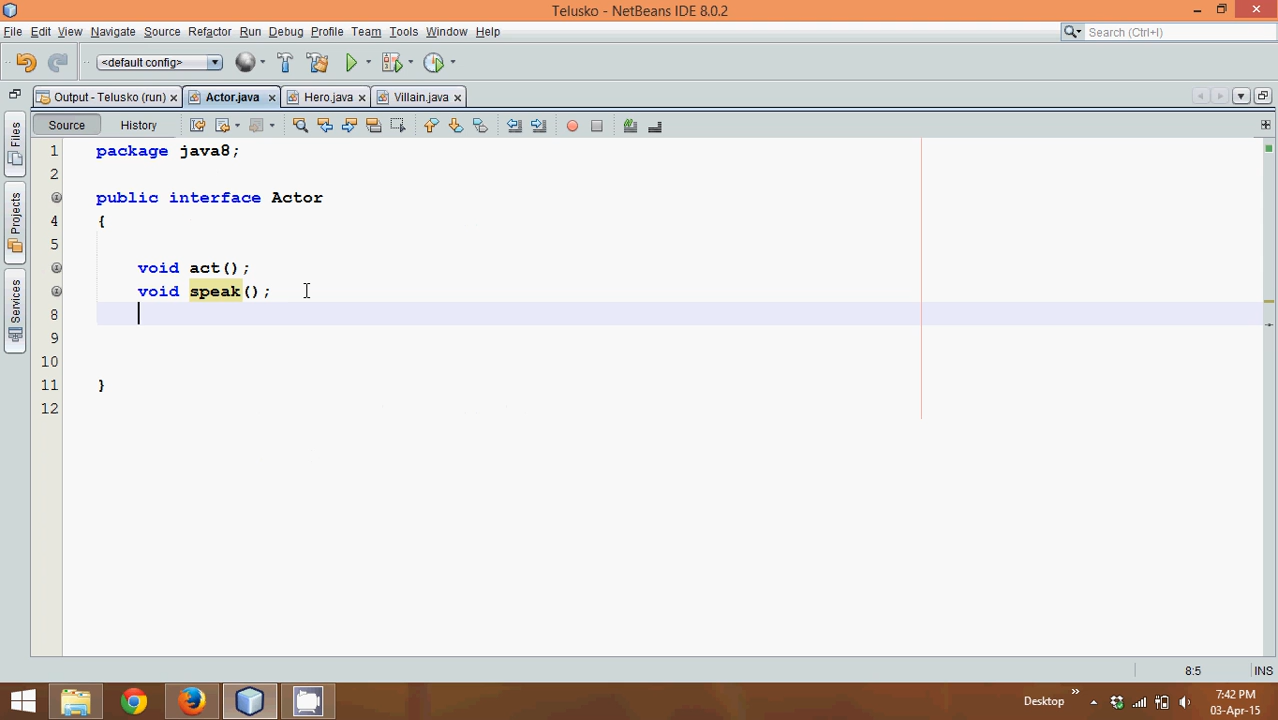 Telusko - NetBeans IDE 8.0.2
File Edit View Navigate Source Refactor Run Debug Profile Team Tools Window Help
Search (Ctrl+I)
<default config>
Output - Telusko (run) Actor.java Hero.java Villain.java
Source History
Files
Projects
Services
1 package java8;
2
public interface Actor
4 {
5
void act();
void speak();
8
9
10
11 }
12
8:5 INS
Desktop
7:42 PM
03-Apr-15